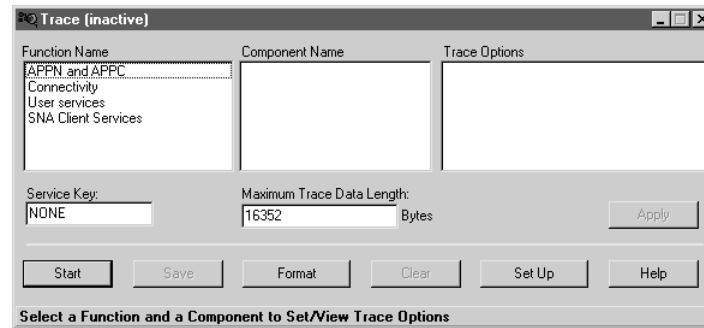 Trace (inactive)
Function Name
Component Name
Trace Options
APPN and APPC
Connectivity
User services
SNA Client Services
Service Key:
NONE
Maximum Trace Data Length:
16352
Bytes
Apply
Start
Save
Format
Clear
Set Up
Help
Select a Function and a Component to Set/View Trace Options